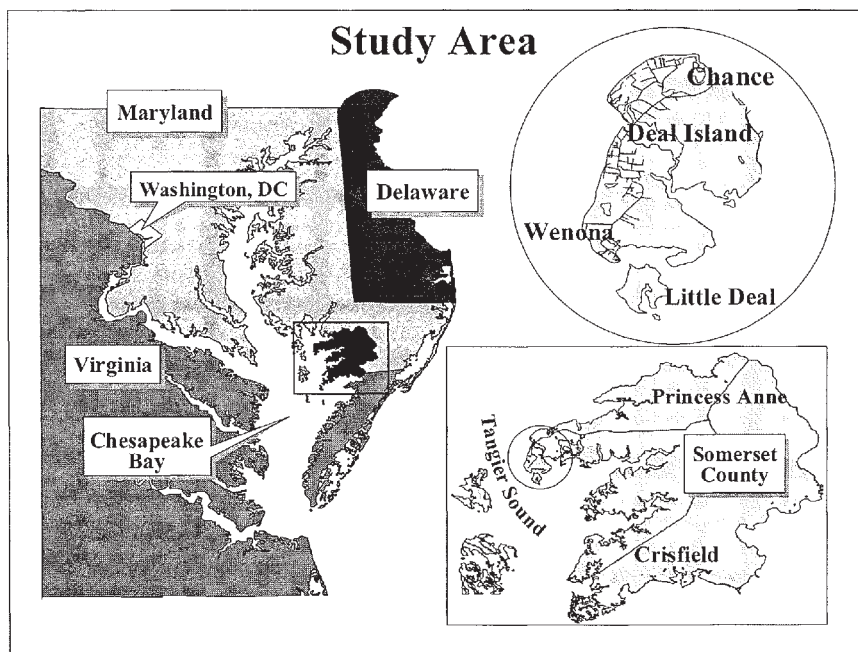 Study Area
Maryland
Washington, DC
Delaware
Virginia
Chesapeake
Bay
Chance
Deal Island
Wenona
Little Deal
Princess Anne
Tangier Sound
Somerset
County
Crisfield